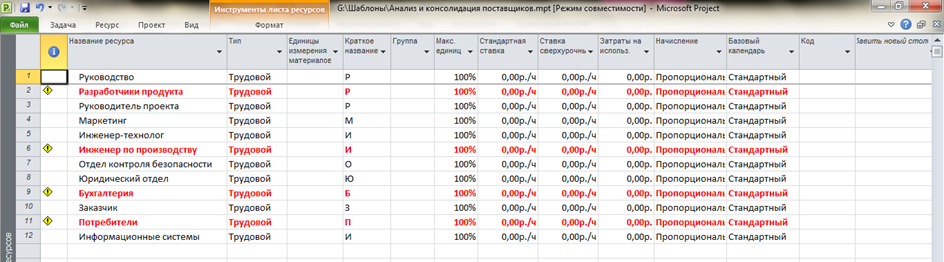 Инструменты листа ресурсов G:\Шаблоны\Анализ и консолидация поставщиков.mpt [Режим совместимости] - Microsoft Project
Файл Задача Ресурс Проект Вид Формат
Название ресурса Тип Единицы измерения материалов Краткое название Группа Макс. единиц Стандартная ставка Ставка сверхурочнь Затраты на использ. Начисление Базовый календарь Код Завить новый столб
1 Руководство Трудовой Р 100% 0,00р./ч 0,00р./ч 0,00р. Пропорциональ Стандартный
2 Разработчики продукта Трудовой Р 100% 0,00р./ч 0,00р./ч 0,00р. Пропорциональ Стандартный
3 Руководитель проекта Трудовой Р 100% 0,00р./ч 0,00р./ч 0,00р. Пропорциональ Стандартный
4 Маркетинг Трудовой М 100% 0,00р./ч 0,00р./ч 0,00р. Пропорциональ Стандартный
5 Инженер-технолог Трудовой И 100% 0,00р./ч 0,00р./ч 0,00р. Пропорциональ Стандартный
6 Инженер по производству Трудовой И 100% 0,00р./ч 0,00р./ч 0,00р. Пропорциональ Стандартный
7 Отдел контроля безопасности Трудовой О 100% 0,00р./ч 0,00р./ч 0,00р. Пропорциональ Стандартный
8 Юридический отдел Трудовой Ю 100% 0,00р./ч 0,00р./ч 0,00р. Пропорциональ Стандартный
9 Бухгалтерия Трудовой Б 100% 0,00р./ч 0,00р./ч 0,00р. Пропорциональ Стандартный
10 Заказчик Трудовой З 100% 0,00р./ч 0,00р./ч 0,00р. Пропорциональ Стандартный
11 Потребители Трудовой П 100% 0,00р./ч 0,00р./ч 0,00р. Пропорциональ Стандартный
12 Информационные системы Трудовой И 100% 0,00р./ч 0,00р./ч 0,00р. Пропорциональ Стандартный
есурсов